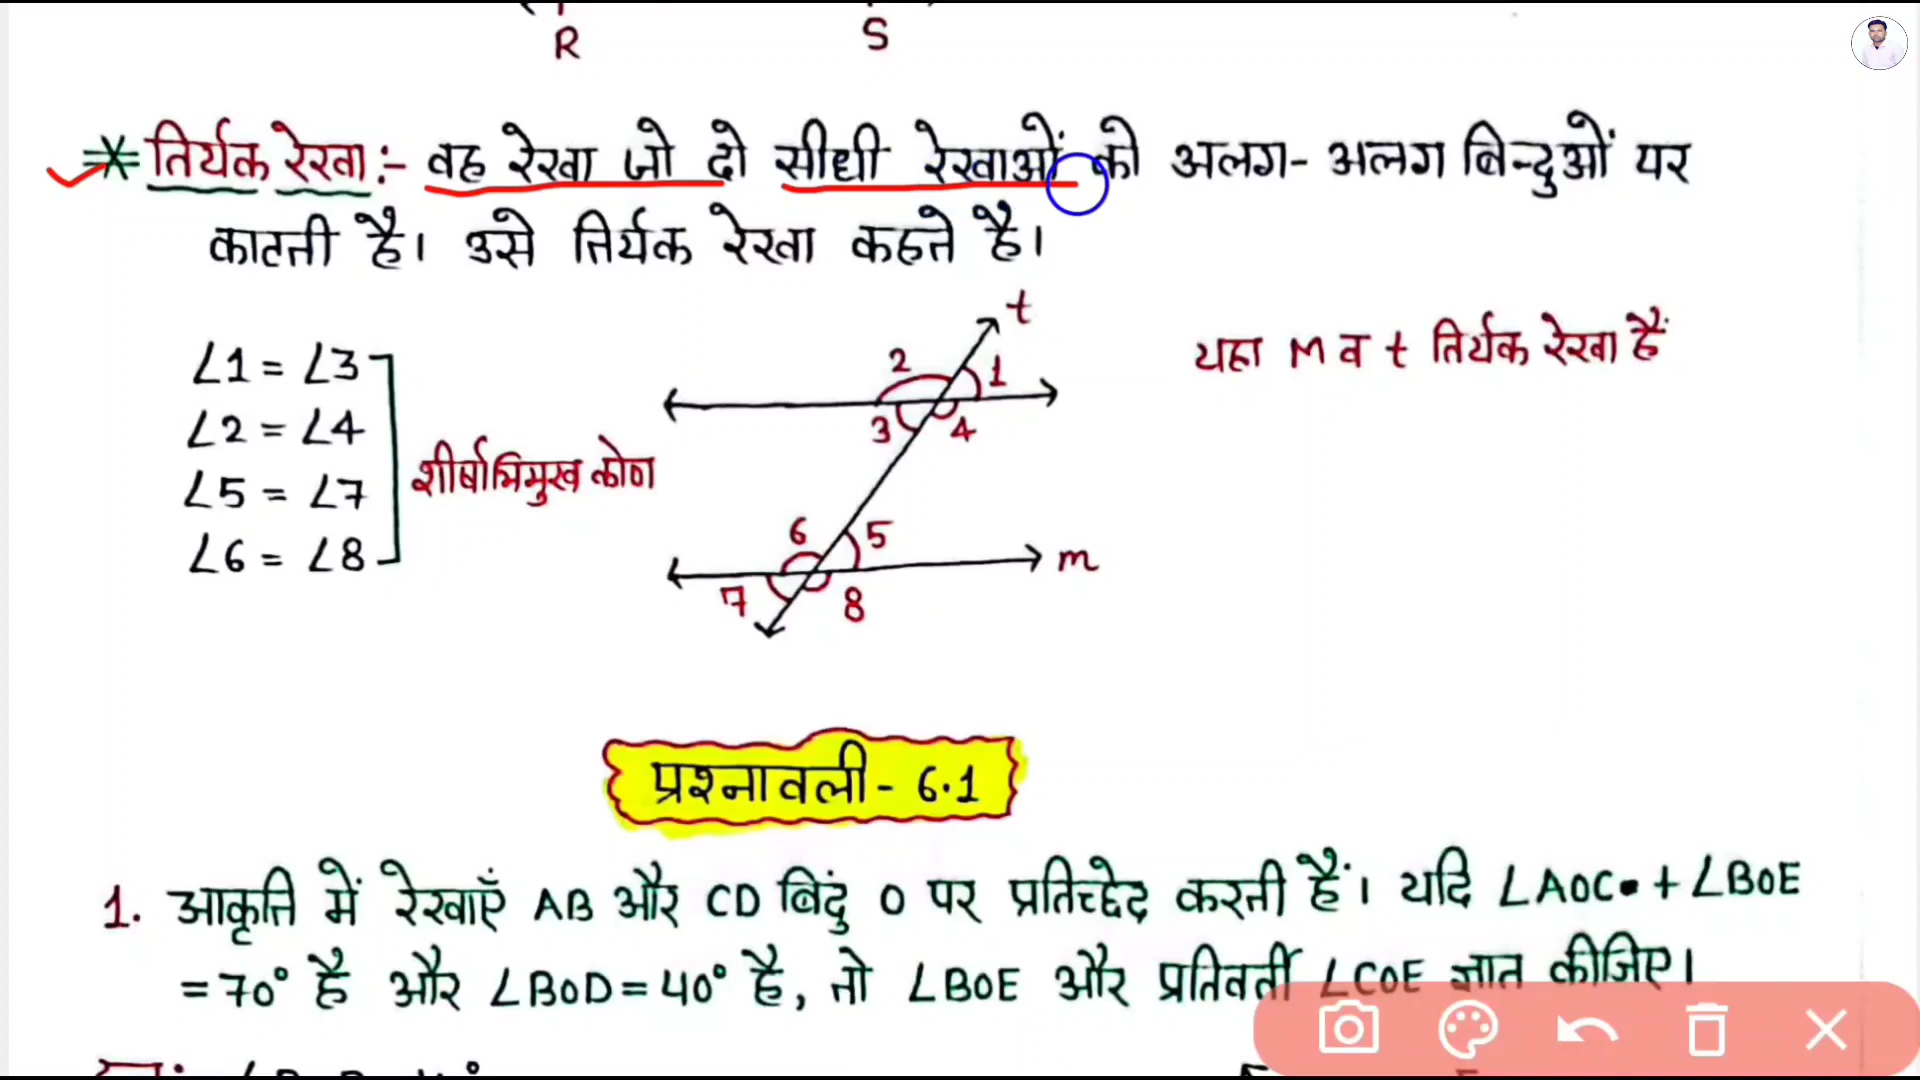 R S
तिर्यक रेखा :- वह रेखा जो दो सीधी रेखाओं को अलग- अलग बिन्दुओं पर
काटती है। उसे तिर्यक रेखा कहते है।
t
∠1 = ∠3
2 1
यहा m व t तिर्यक रेखा हैं
∠2 = ∠4
3 4
शीर्षाभिमुख कोण
∠5 = ∠7
6 5
∠6 = ∠8
m
7 8
प्रश्नावली - 6.1
1. आकृति में रेखाएँ AB और CD बिंदु O पर प्रतिच्छेद करती हैं। यदि ∠AOC + ∠BOE
= 70° है और ∠BOD = 40° है, तो ∠BOE और प्रतिवर्ती ∠COE ज्ञात कीजिए।